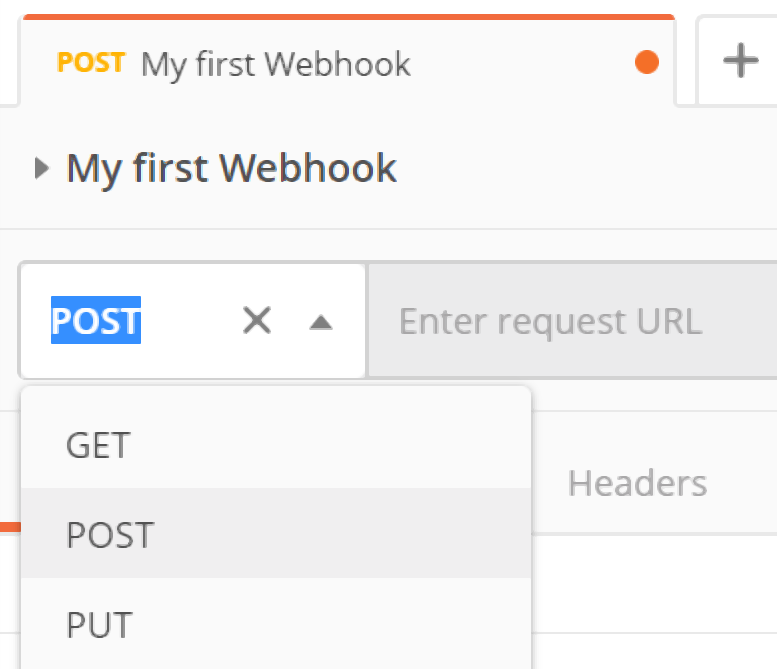 POST My first Webhook
My first Webhook
POST Enter request URL
GET
Headers
POST
PUT